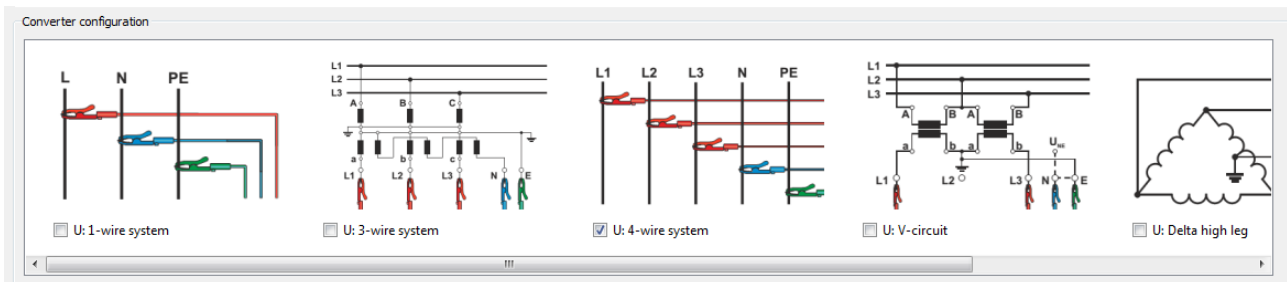 Converter configuration
L N PE
L1
L2
L3
A B C
a b c
L1 L2 L3 N E
L1 L2 L3 N PE
L1
L2
L3
A B A B
a b a b
UNE
L1 L2 L3 N E
U: 1-wire system
U: 3-wire system
U: 4-wire system
U: V-circuit
U: Delta high leg